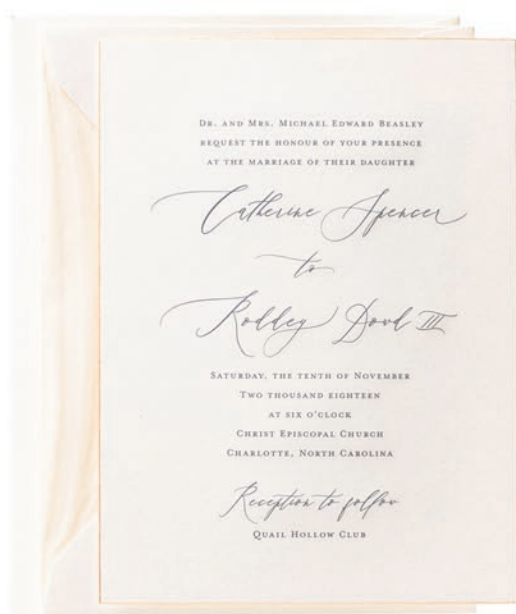 Dr. and Mrs. Michael Edward Beasley
request the honour of your presence
at the marriage of their daughter
Catherine Spencer
to
Roddey Dowd III
Saturday, the tenth of November
Two thousand eighteen
at six o'clock
Christ Episcopal Church
Charlotte, North Carolina
Reception to follow
Quail Hollow Club